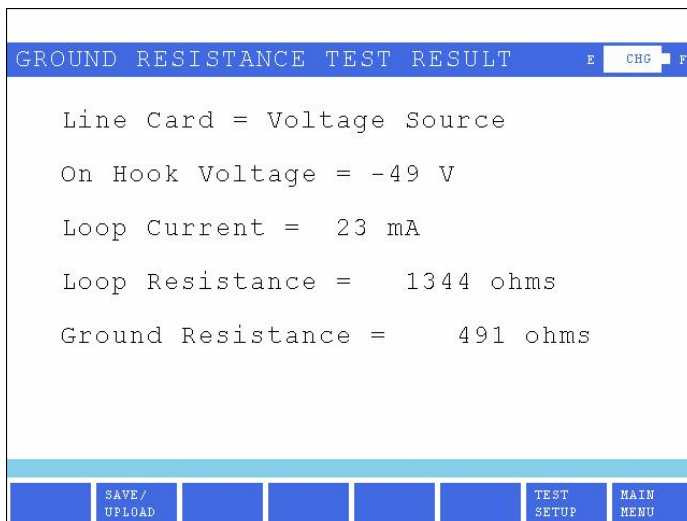 GROUND RESISTANCE TEST RESULT E CHG F
Line Card = Voltage Source
On Hook Voltage = -49 V
Loop Current = 23 mA
Loop Resistance = 1344 ohms
Ground Resistance = 491 ohms
SAVE/
UPLOAD
TEST
SETUP
MAIN
MENU